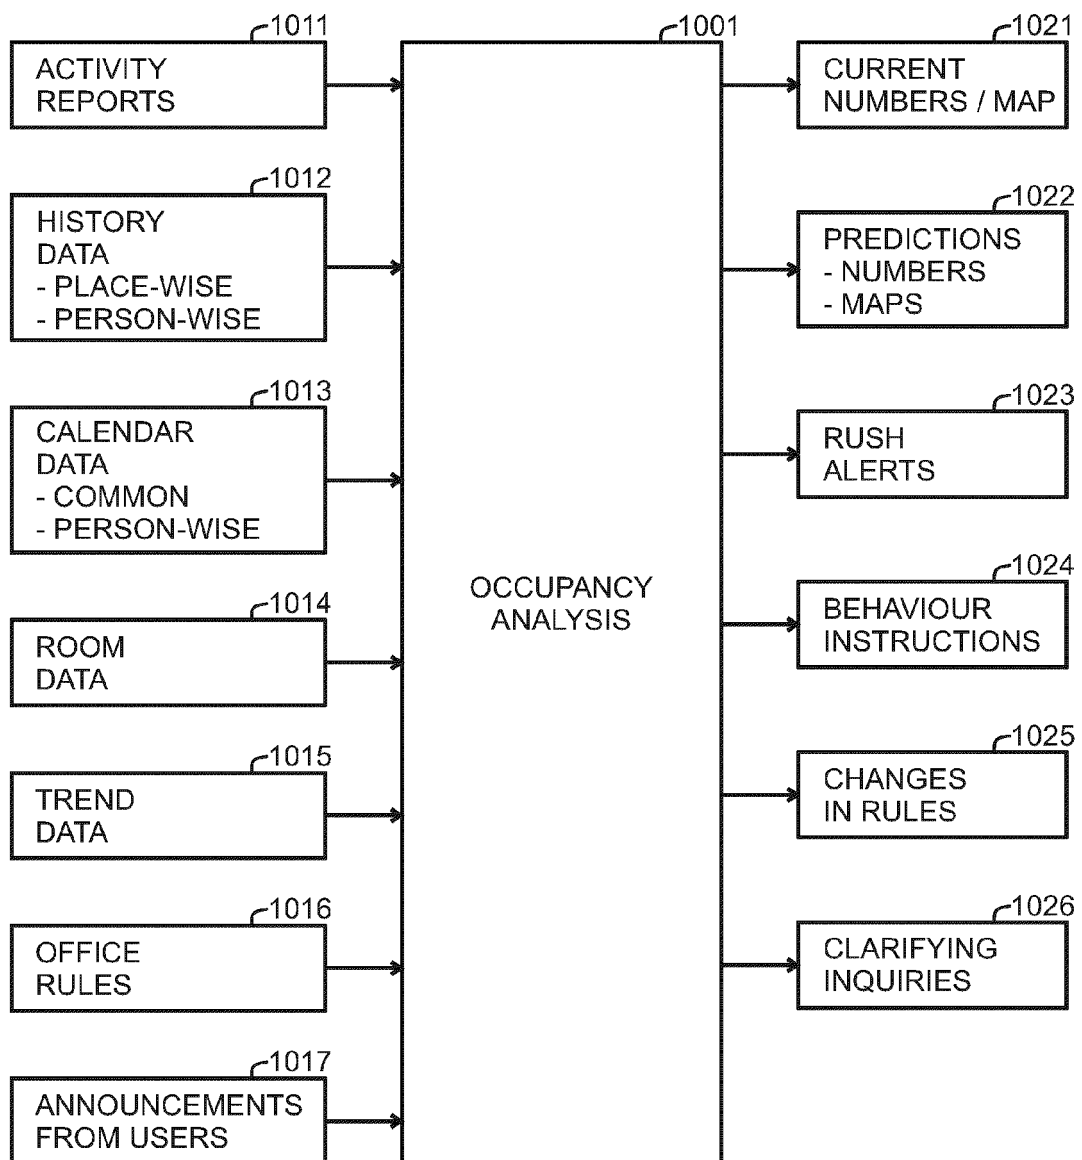 1011
ACTIVITY
REPORTS
1012
HISTORY
DATA
- PLACE-WISE
- PERSON-WISE
1013
CALENDAR
DATA
- COMMON
- PERSON-WISE
1014
ROOM
DATA
1015
TREND
DATA
1016
OFFICE
RULES
1017
ANNOUNCEMENTS
FROM USERS
1001
OCCUPANCY
ANALYSIS
1021
CURRENT
NUMBERS / MAP
1022
PREDICTIONS
- NUMBERS
- MAPS
1023
RUSH
ALERTS
1024
BEHAVIOUR
INSTRUCTIONS
1025
CHANGES
IN RULES
1026
CLARIFYING
INQUIRIES